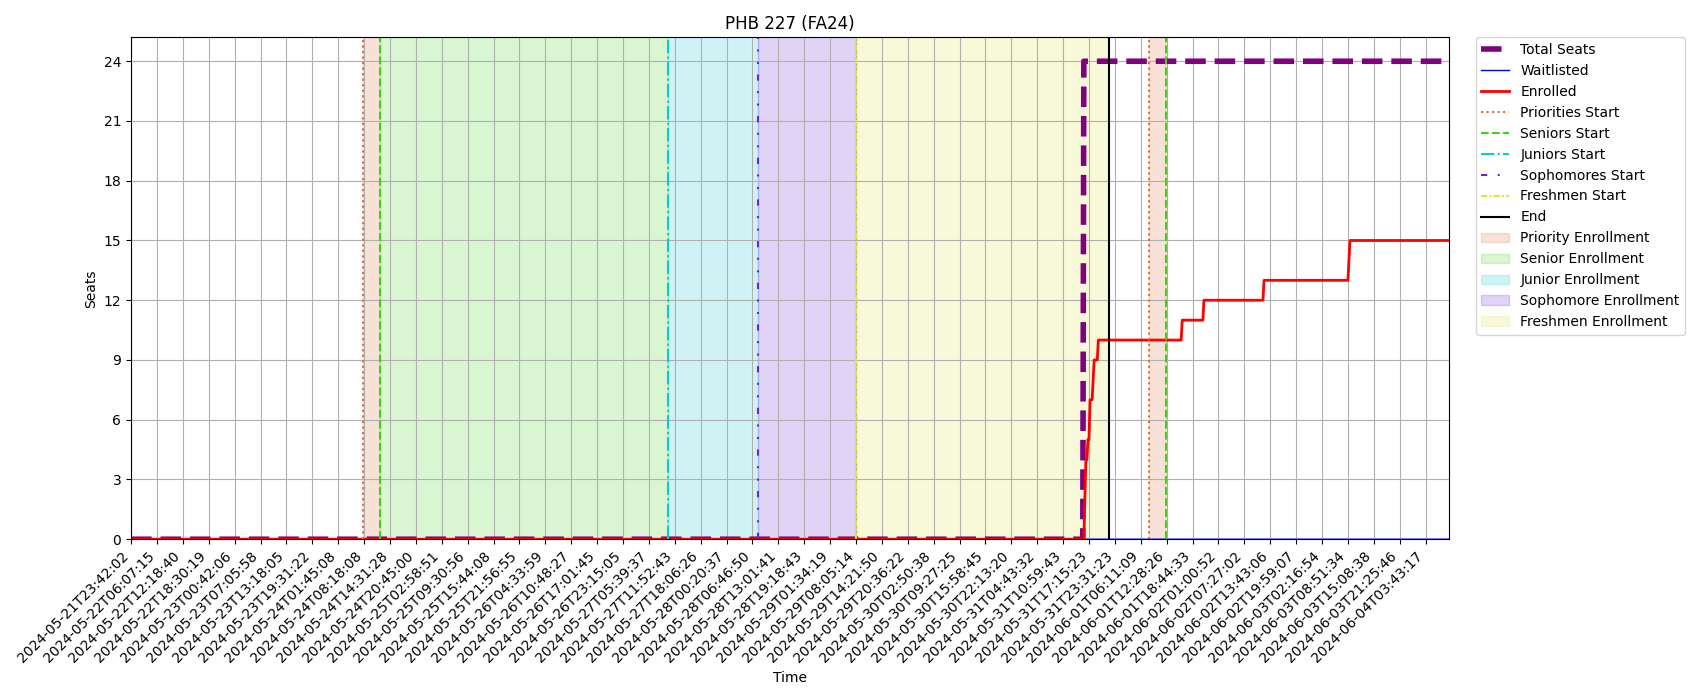 PHB 227 (FA24)
Seats
24
21
18
15
12
9
6
3
0
2024-05-21T23:42:02
2024-05-22T06:07:15
2024-05-22T12:18:40
2024-05-22T18:30:19
2024-05-23T00:42:06
2024-05-23T07:05:58
2024-05-23T13:18:05
2024-05-23T19:31:22
2024-05-24T01:45:08
2024-05-24T08:18:08
2024-05-24T14:31:28
2024-05-24T20:45:00
2024-05-25T02:58:51
2024-05-25T09:30:56
2024-05-25T15:44:08
2024-05-25T21:56:55
2024-05-26T04:33:59
2024-05-26T10:48:27
2024-05-26T17:01:45
2024-05-26T23:15:05
2024-05-27T05:39:37
2024-05-27T11:52:43
2024-05-27T18:06:26
2024-05-28T00:20:37
2024-05-28T06:46:50
2024-05-28T13:01:41
2024-05-28T19:18:43
2024-05-29T01:34:19
2024-05-29T08:05:14
2024-05-29T14:21:50
2024-05-29T20:36:22
2024-05-30T02:50:38
2024-05-30T09:27:25
2024-05-30T15:58:45
2024-05-30T22:13:20
2024-05-31T04:43:32
2024-05-31T10:59:43
2024-05-31T17:15:23
2024-05-31T23:31:23
2024-06-01T06:11:09
2024-06-01T12:28:26
2024-06-01T18:44:33
2024-06-02T01:00:52
2024-06-02T07:27:02
2024-06-02T13:43:06
2024-06-02T19:59:07
2024-06-03T02:16:54
2024-06-03T08:51:34
2024-06-03T15:08:38
2024-06-03T21:25:46
2024-06-04T03:43:17
Time
Total Seats
Waitlisted
Enrolled
Priorities Start
Seniors Start
Juniors Start
Sophomores Start
Freshmen Start
End
Priority Enrollment
Senior Enrollment
Junior Enrollment
Sophomore Enrollment
Freshmen Enrollment